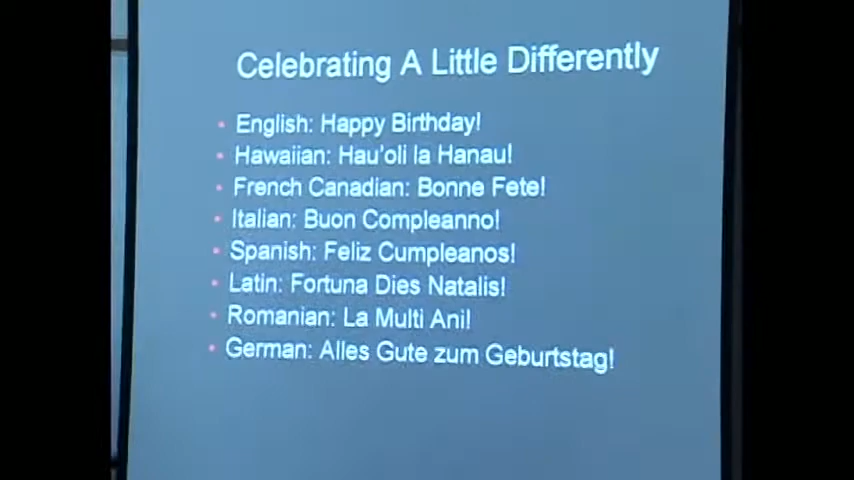 Celebrating A Little Differently
• English: Happy Birthday!
• Hawaiian: Hau'oli la Hanau!
• French Canadian: Bonne Fete!
• Italian: Buon Compleanno!
• Spanish: Feliz Cumpleanos!
• Latin: Fortuna Dies Natalis!
• Romanian: La Multi Ani!
• German: Alles Gute zum Geburtstag!